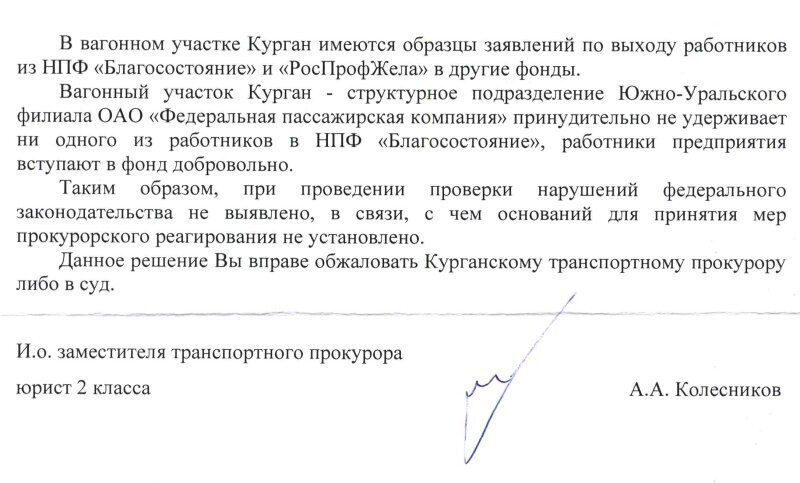 В вагонном участке Курган имеются образцы заявлений по выходу работников
из НПФ «Благосостояние» и «РосПрофЖела» в другие фонды.
Вагонный участок Курган - структурное подразделение Южно-Уральского
филиала ОАО «Федеральная пассажирская компания» принудительно не удерживает
ни одного из работников в НПФ «Благосостояние», работники предприятия
вступают в фонд добровольно.
Таким образом, при проведении проверки нарушений федерального
законодательства не выявлено, в связи, с чем оснований для принятия мер
прокурорского реагирования не установлено.
Данное решение Вы вправе обжаловать Курганскому транспортному прокурору
либо в суд.
И.о. заместителя транспортного прокурора
юрист 2 класса
А.А. Колесников